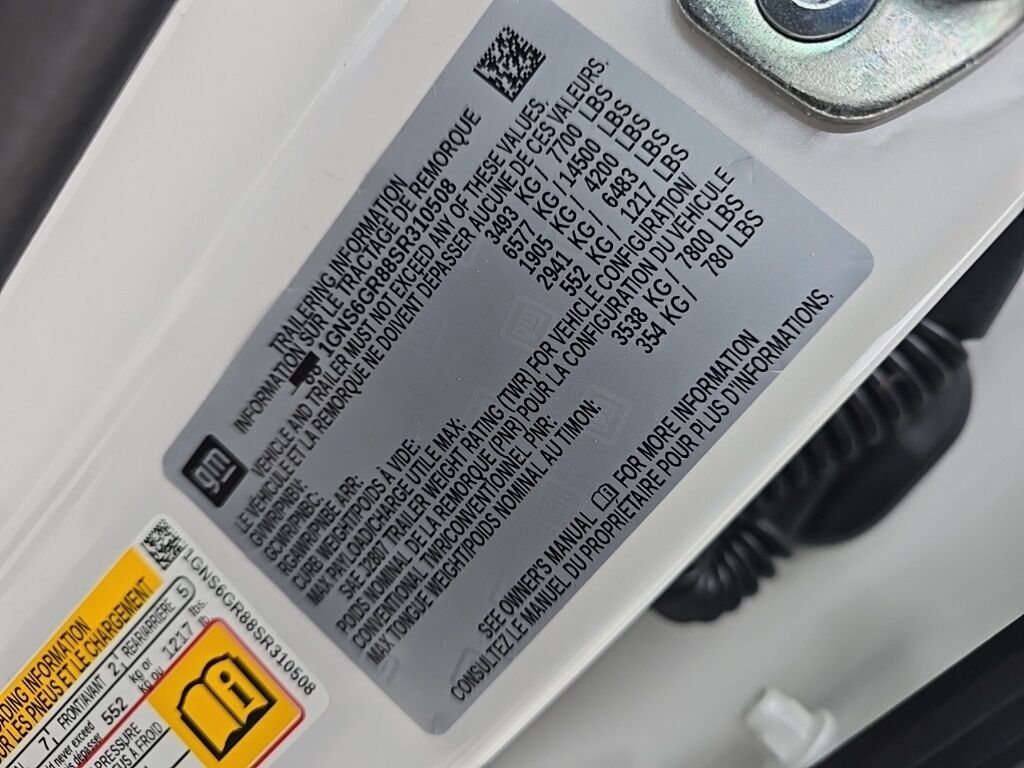 gm
TRAILERING INFORMATION
INFORMATION SUR LE TRACTAGE DE REMORQUE
1GNS6GR88SR310508
VEHICLE AND TRAILER MUST NOT EXCEED ANY OF THESE VALUES.
LE VÉHICULE ET LA REMORQUE NE DOIVENT DÉPASSER AUCUNE DE CES VALEURS.
GVWR/PNBV: 3493 KG / 7700 LBS
GCWR/PNBC: 6577 KG / 14500 LBS
RGAWR/PNBE ARR: 1905 KG / 4200 LBS
CURB WEIGHT/POIDS À VIDE: 2941 KG / 6483 LBS
MAX PAYLOAD/CHARGE UTILE MAX: 552 KG / 1217 LBS
SAE J2807 TRAILER WEIGHT RATING (TWR) FOR VEHICLE CONFIGURATION/
POIDS NOMINAL DE LA REMORQUE (PNR) POUR LA CONFIGURATION DU VÉHICULE
CONVENTIONAL TWR/CONVENTIONNEL PNR: 3538 KG / 7800 LBS
MAX TONGUE WEIGHT/POIDS NOMINAL AU TIMON: 354 KG / 780 LBS
SEE OWNER'S MANUAL FOR MORE INFORMATION
CONSULTEZ LE MANUEL DU PROPRIÉTAIRE POUR PLUS D'INFORMATIONS.
1GNS6GR88SR310508
INFORMATION
LES PNEUS ET LE CHARGEMENT
7 FRONT/AVANT 2 REAR/ARRIÈRE 5
never exceed 552 kg or 1217 lbs.
kg ou lb
PRESSURE
À FROID